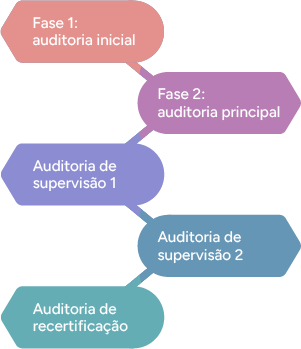 Fase 1:
auditoria inicial
Fase 2:
auditoria principal
Auditoria de
supervisão 1
Auditoria de
supervisão 2
Auditoria de
recertificação